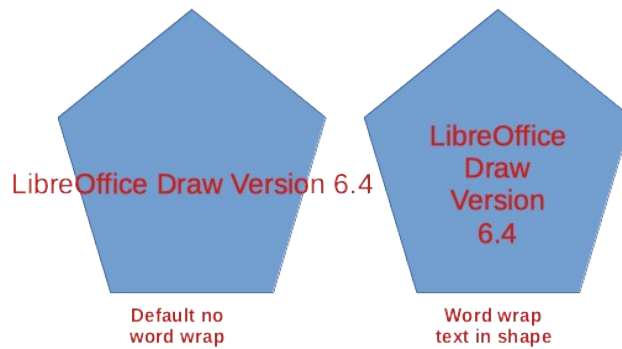 LibreOffice Draw Version 6.4
LibreOffice
Draw
Version
6.4
Default no
word wrap
Word wrap
text in shape